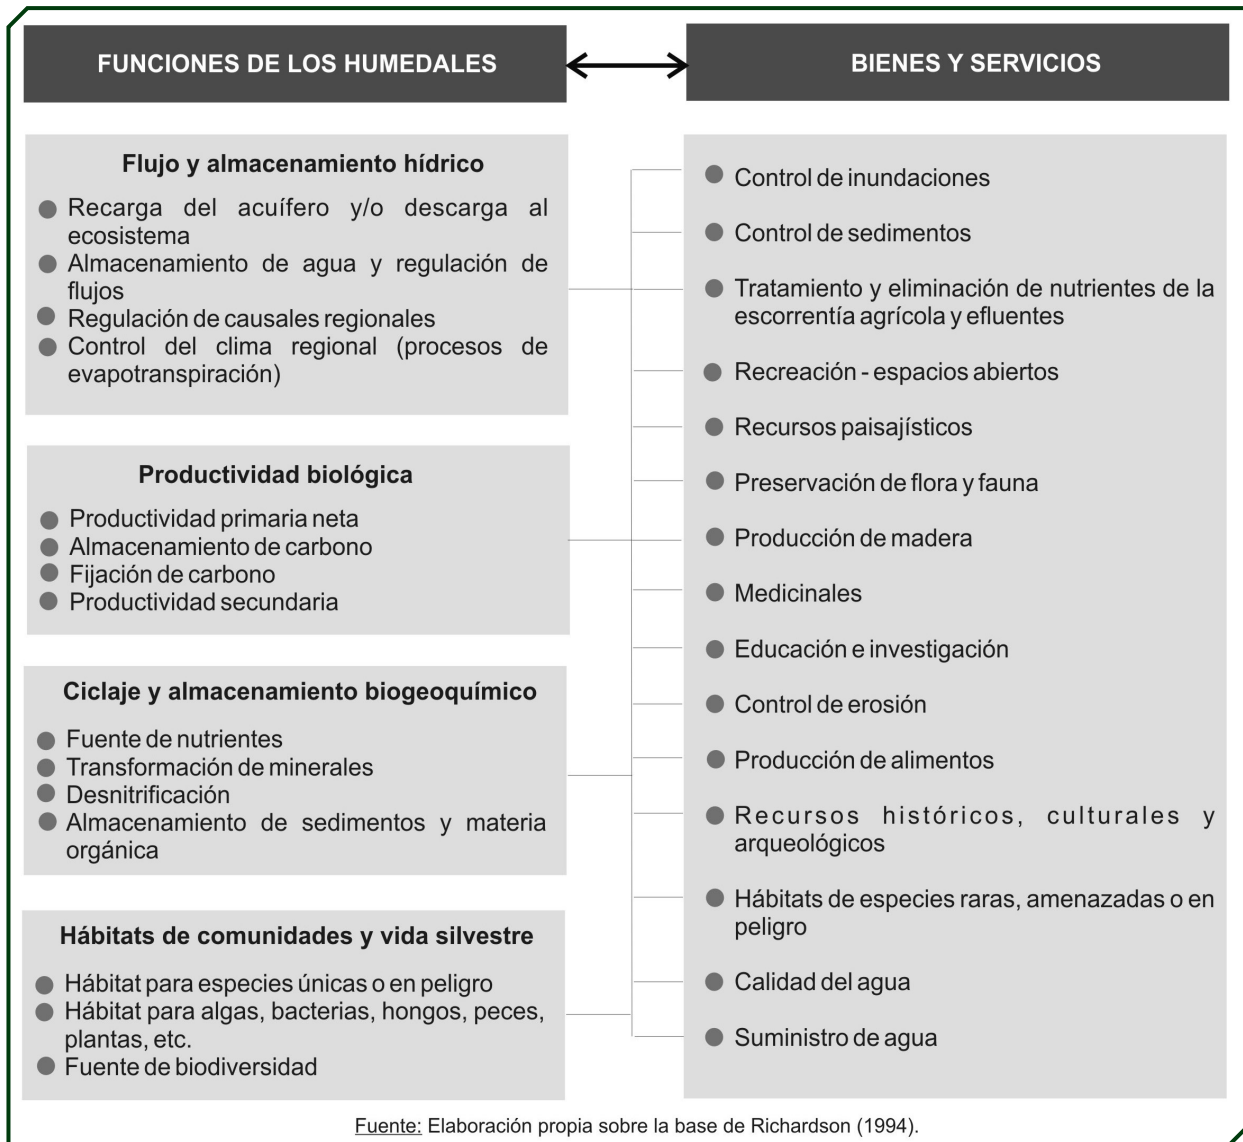 FUNCIONES DE LOS HUMEDALES
BIENES Y SERVICIOS
Flujo y almacenamiento hídrico
Recarga del acuífero y/o descarga al
ecosistema
Almacenamiento de agua y regulación de
flujos
Regulación de causales regionales
Control del clima regional (procesos de
evapotranspiración)
Productividad biológica
Productividad primaria neta
Almacenamiento de carbono
Fijación de carbono
Productividad secundaria
Ciclaje y almacenamiento biogeoquímico
Fuente de nutrientes
Transformación de minerales
Desnitrificación
Almacenamiento de sedimentos y materia
orgánica
Hábitats de comunidades y vida silvestre
Hábitat para especies únicas o en peligro
Hábitat para algas, bacterias, hongos, peces,
plantas, etc.
Fuente de biodiversidad
Control de inundaciones
Control de sedimentos
Tratamiento y eliminación de nutrientes de la
escorrentía agrícola y efluentes
Recreación - espacios abiertos
Recursos paisajísticos
Preservación de flora y fauna
Producción de madera
Medicinales
Educación e investigación
Control de erosión
Producción de alimentos
Recursos históricos, culturales y
arqueológicos
Hábitats de especies raras, amenazadas o en
peligro
Calidad del agua
Suministro de agua
Fuente: Elaboración propia sobre la base de Richardson (1994).